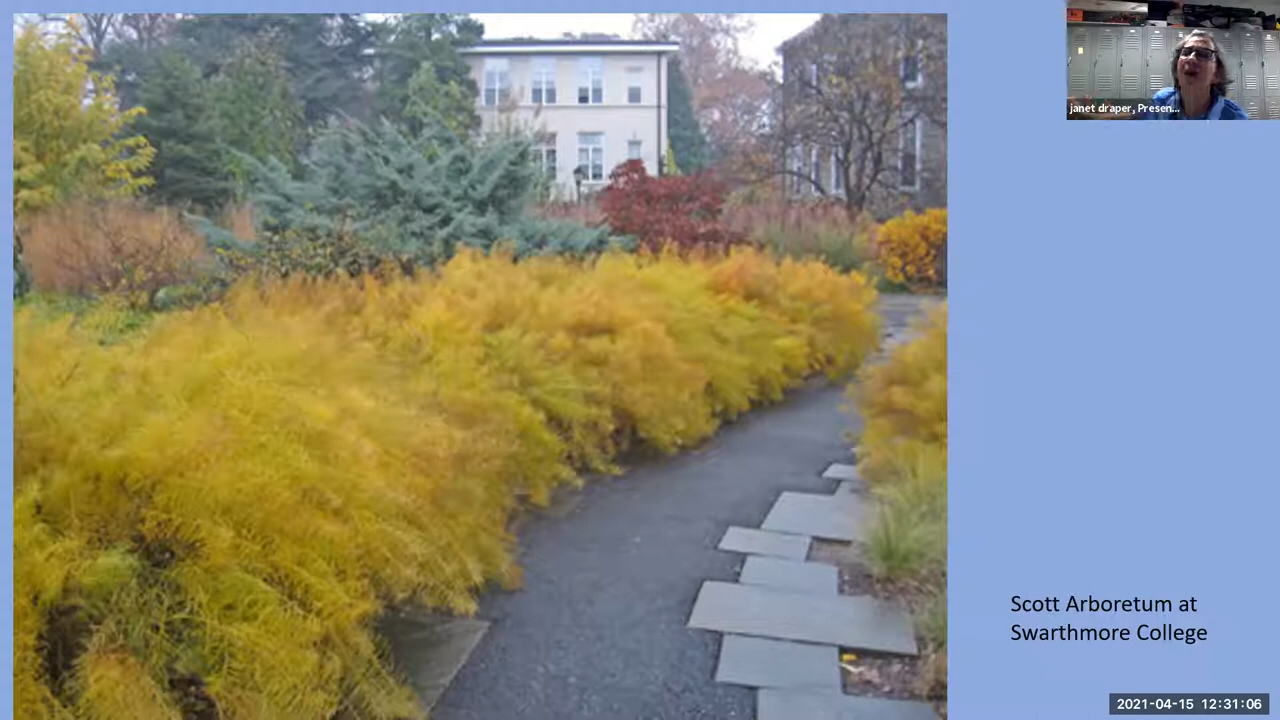 janet draper, Presen...
Scott Arboretum at
Swarthmore College
2021-04-15 12:31:06